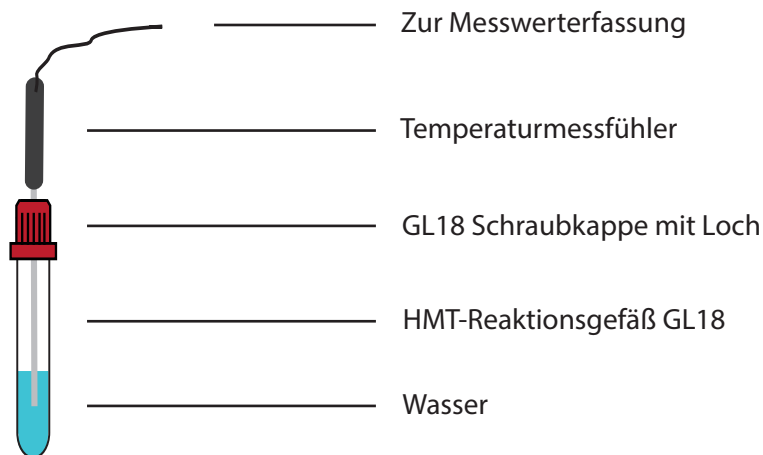 Zur Messwerterfassung
Temperaturmessfühler
GL18 Schraubkappe mit Loch
HMT-Reaktionsgefäß GL18
Wasser